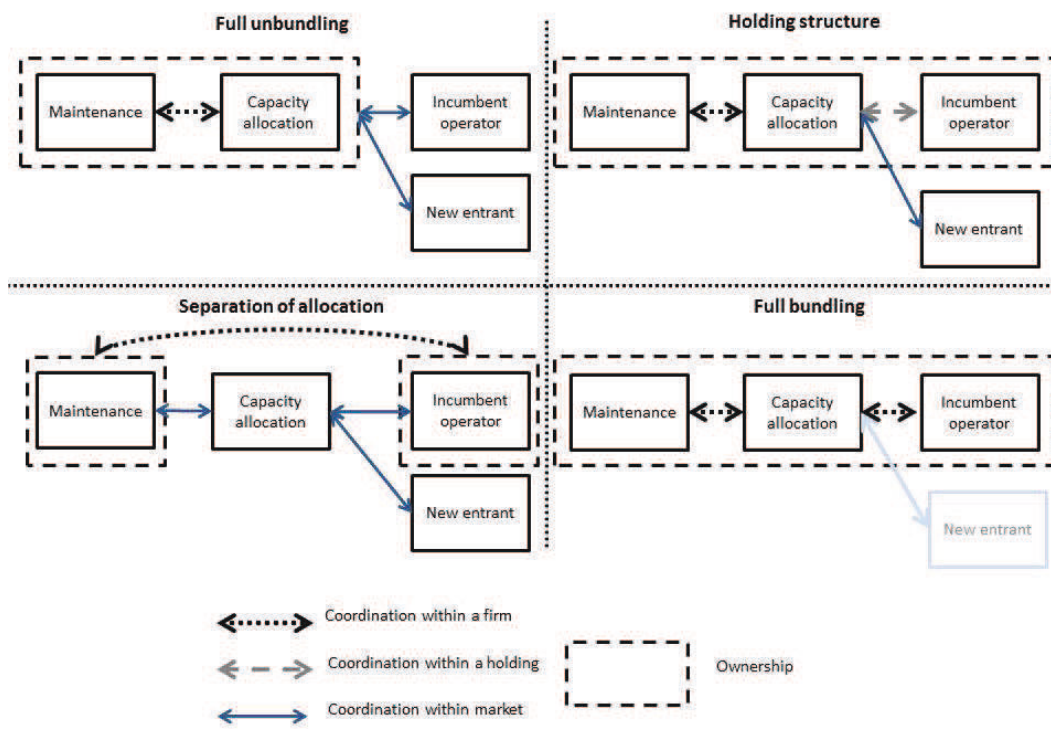 Full unbundling
Maintenance
Capacity
allocation
Incumbent
operator
New entrant
Holding structure
Maintenance
Capacity
allocation
Incumbent
operator
New entrant
Separation of allocation
Maintenance
Capacity
allocation
Incumbent
operator
New entrant
Full bundling
Maintenance
Capacity
allocation
Incumbent
operator
New entrant
Coordination within a firm
Coordination within a holding
Coordination within market
Ownership